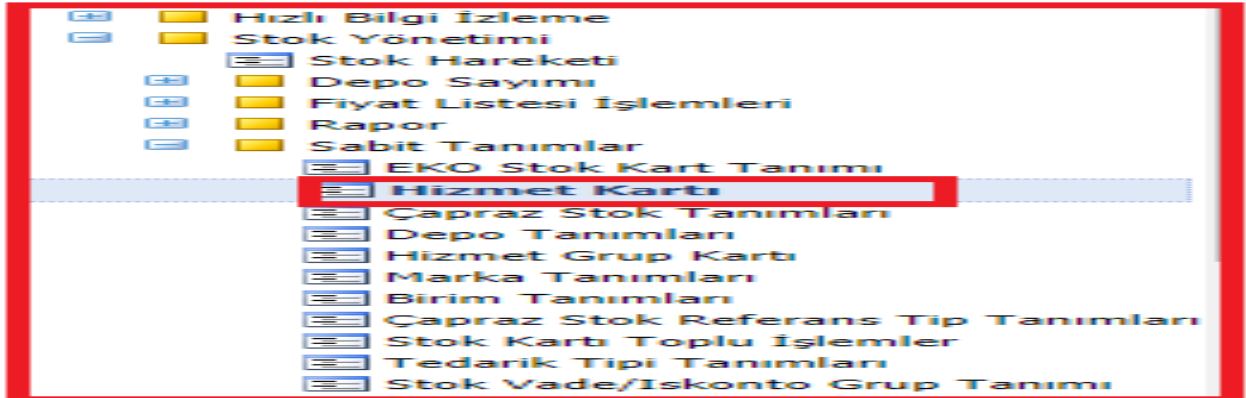 Hızlı Bilgi İzleme
Stok Yönetimi
Stok Hareketi
Depo Sayımı
Fiyat Listesi İşlemleri
Rapor
Sabit Tanımlar
EKO Stok Kart Tanımı
Hizmet Kartı
Çapraz Stok Tanımları
Depo Tanımları
Hizmet Grup Kartı
Marka Tanımları
Birim Tanımları
Çapraz Stok Referans Tip Tanımları
Stok Kartı Toplu İşlemler
Tedarik Tipi Tanımları
Stok Vade/Iskonto Grup Tanımı